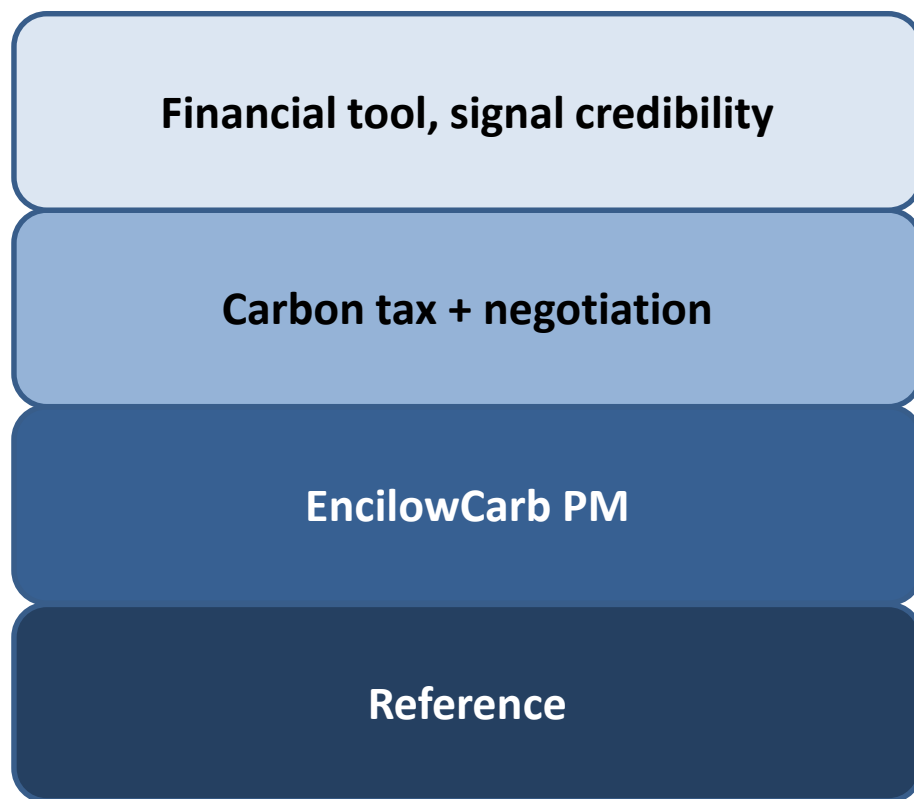 Financial tool, signal credibility
Carbon tax + negotiation
EncilowCarb PM
Reference